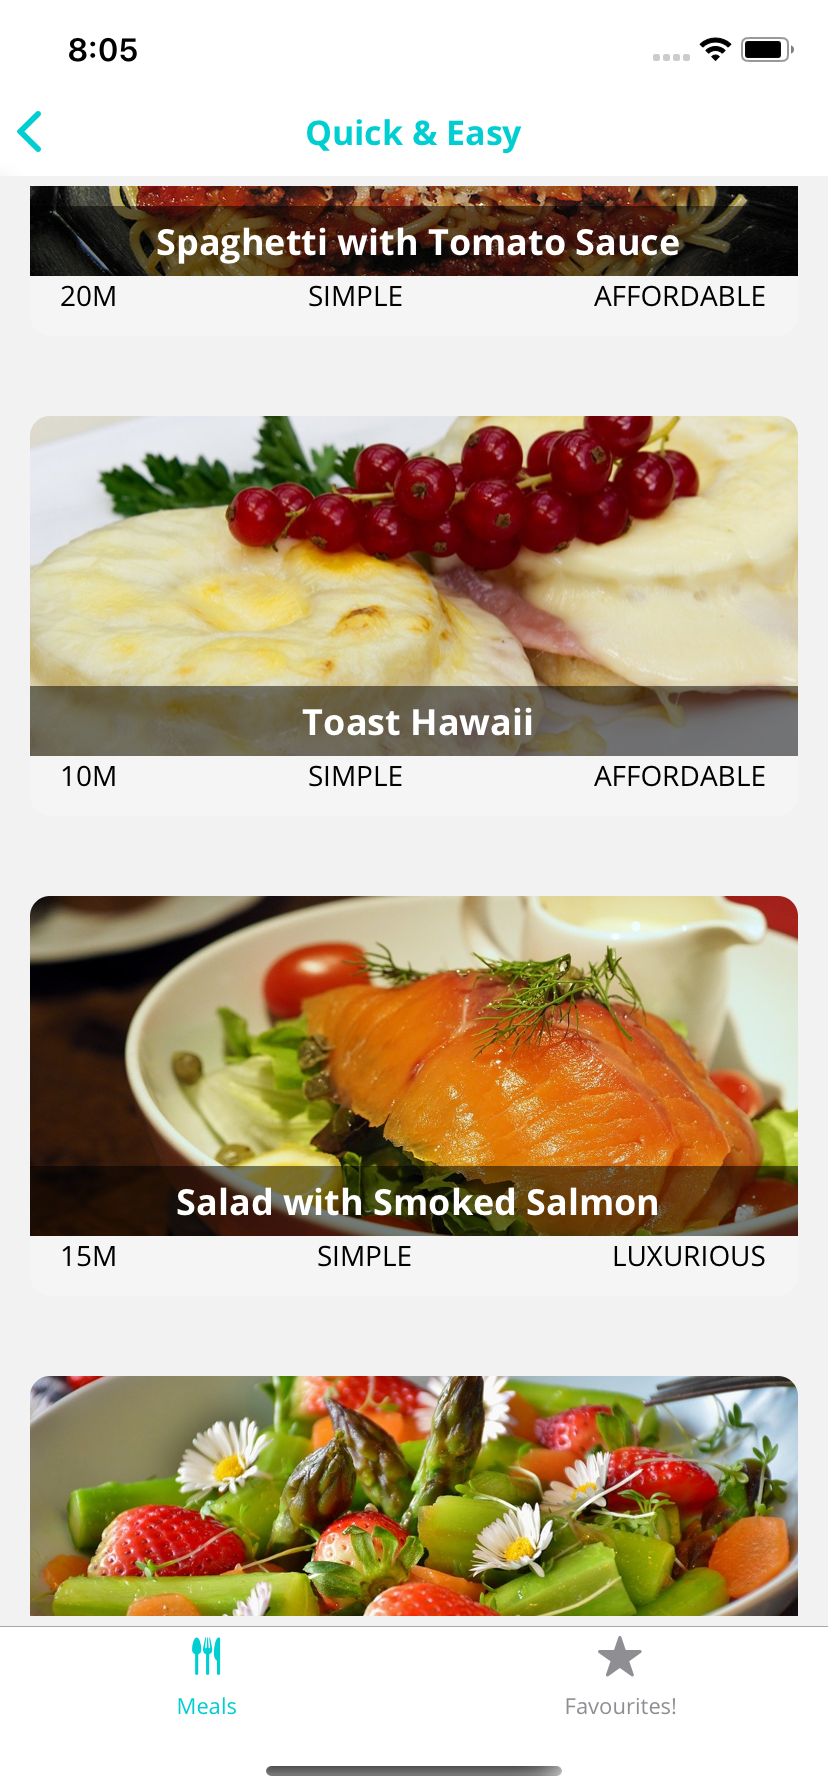 8:05
Quick & Easy
Spaghetti with Tomato Sauce
20M SIMPLE AFFORDABLE
Toast Hawaii
10M SIMPLE AFFORDABLE
Salad with Smoked Salmon
15M SIMPLE LUXURIOUS
Meals Favourites!